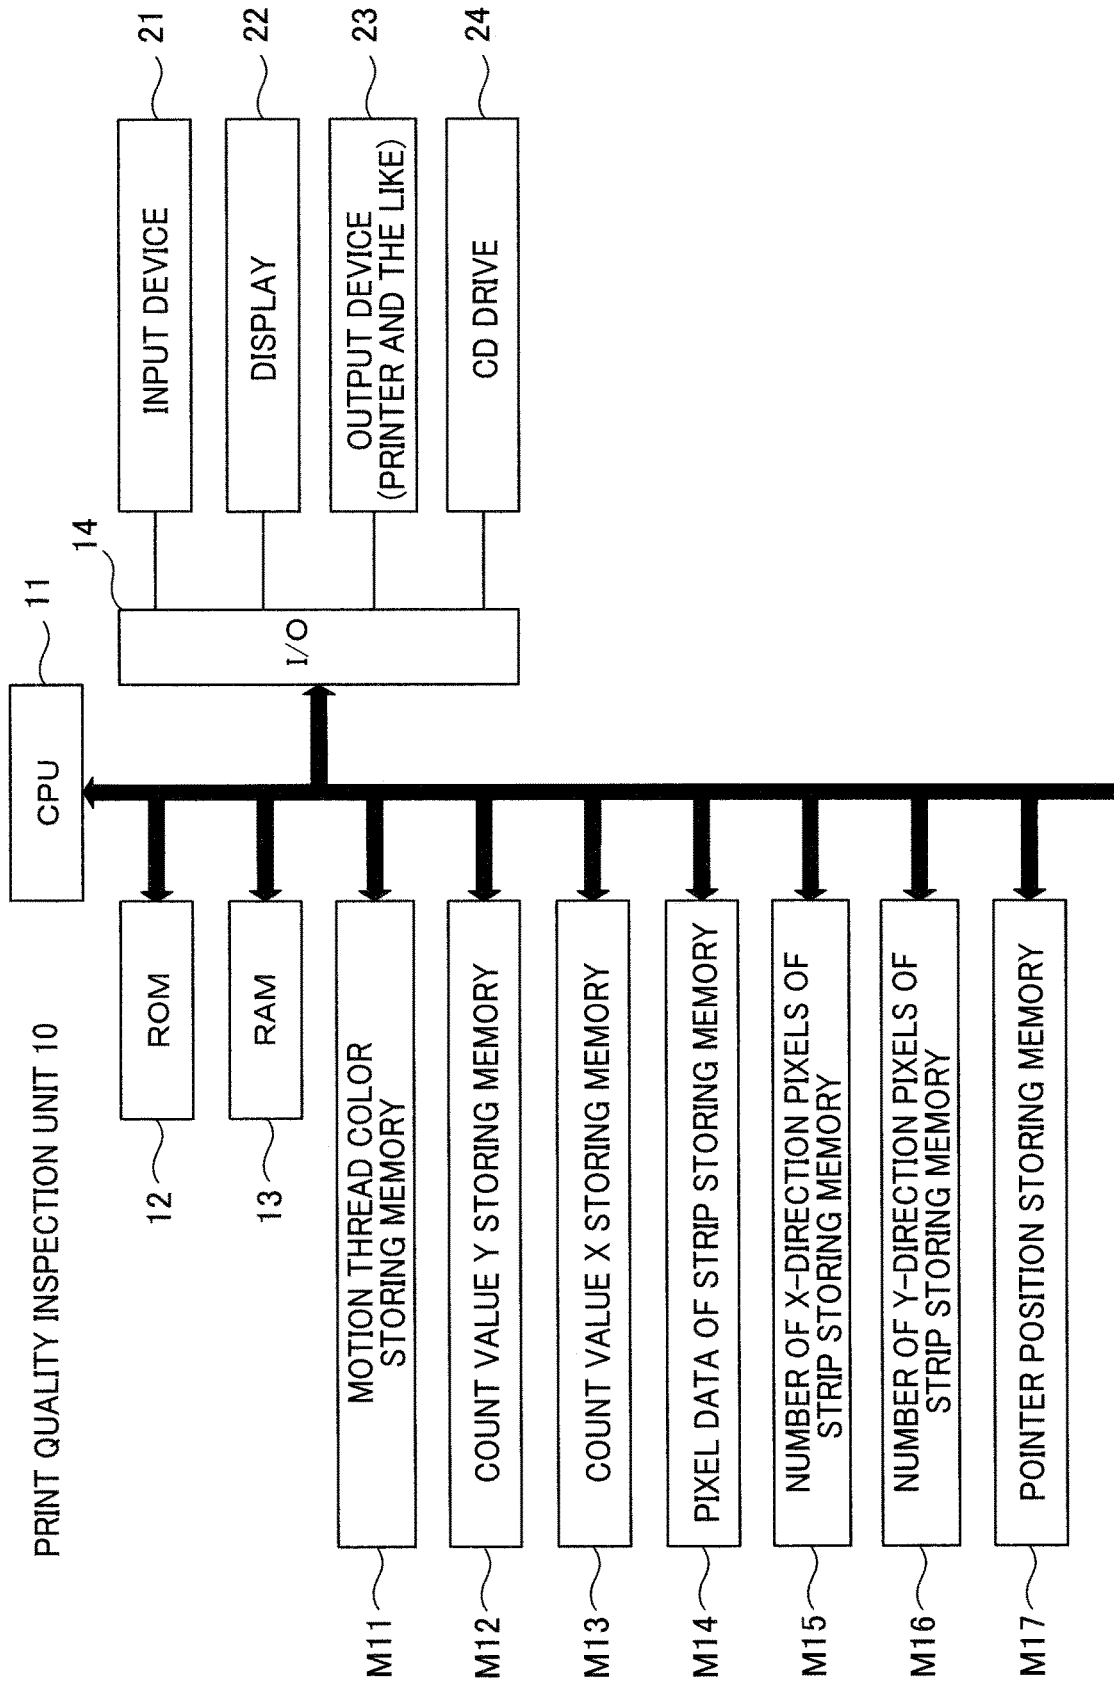 PRINT QUALITY INSPECTION UNIT 10
CPU
11
ROM
12
RAM
13
I/O
14
INPUT DEVICE
21
DISPLAY
22
OUTPUT DEVICE
(PRINTER AND THE LIKE)
23
CD DRIVE
24
M11
MOTION THREAD COLOR
STORING MEMORY
M12
COUNT VALUE Y STORING MEMORY
M13
COUNT VALUE X STORING MEMORY
M14
PIXEL DATA OF STRIP STORING MEMORY
M15
NUMBER OF X-DIRECTION PIXELS OF
STRIP STORING MEMORY
M16
NUMBER OF Y-DIRECTION PIXELS OF
STRIP STORING MEMORY
M17
POINTER POSITION STORING MEMORY